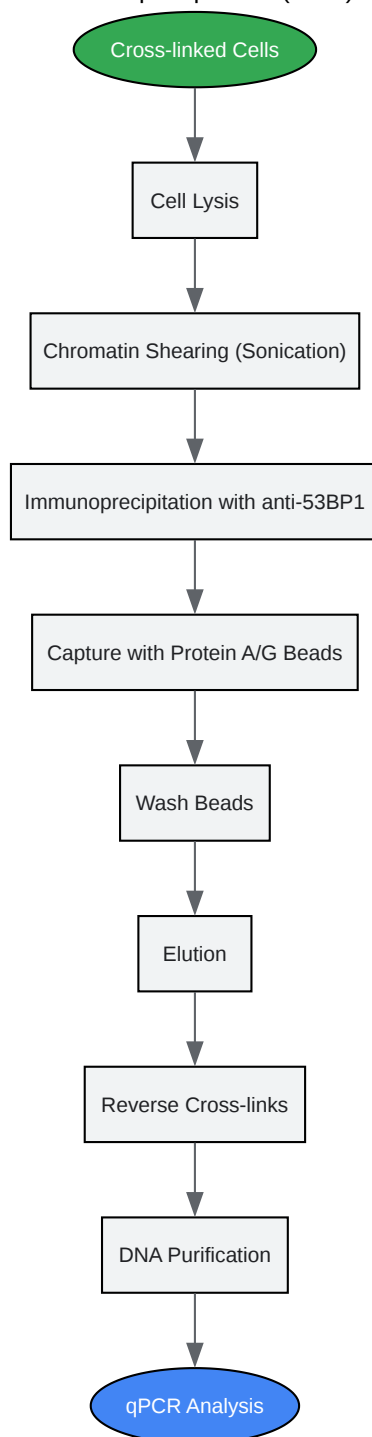 Cross-linked Cells
Cell Lysis
Chromatin Shearing (Sonication)
Immunoprecipitation with anti-53BP1
Capture with Protein A/G Beads
Wash Beads
Elution
Reverse Cross-links
DNA Purification
qPCR Analysis